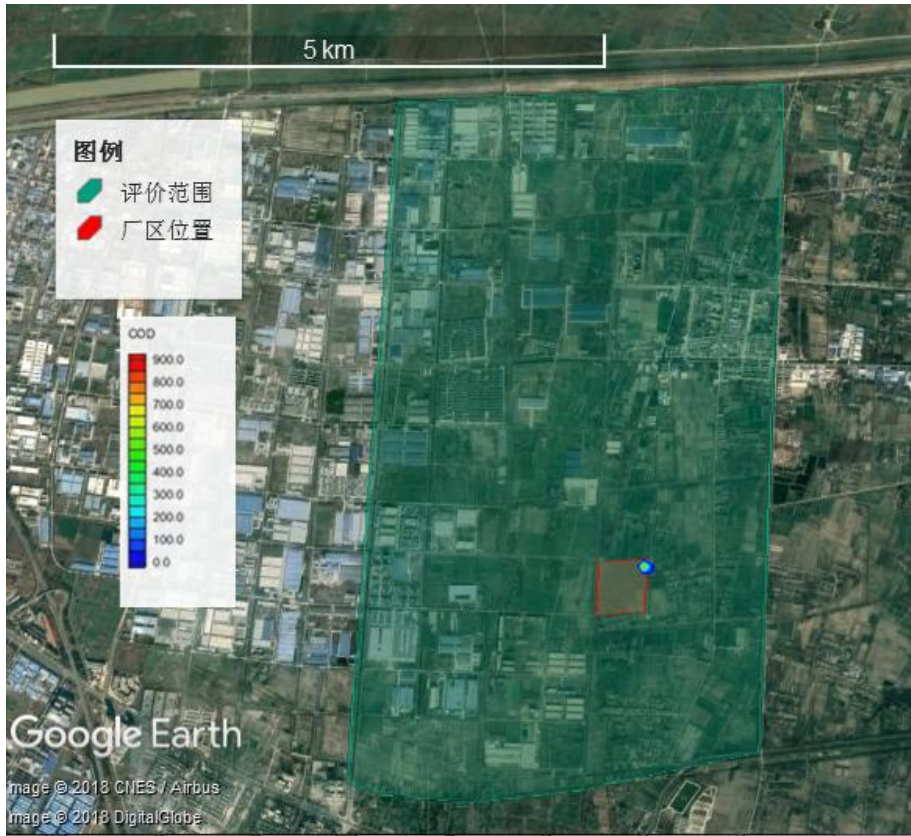 5 km
图例
评价范围
厂区位置
COD
900.0
800.0
700.0
600.0
500.0
400.0
300.0
200.0
100.0
0.0
Google Earth
mage © 2018 CNES / Airbus
mage © 2018 DigitalGlobe